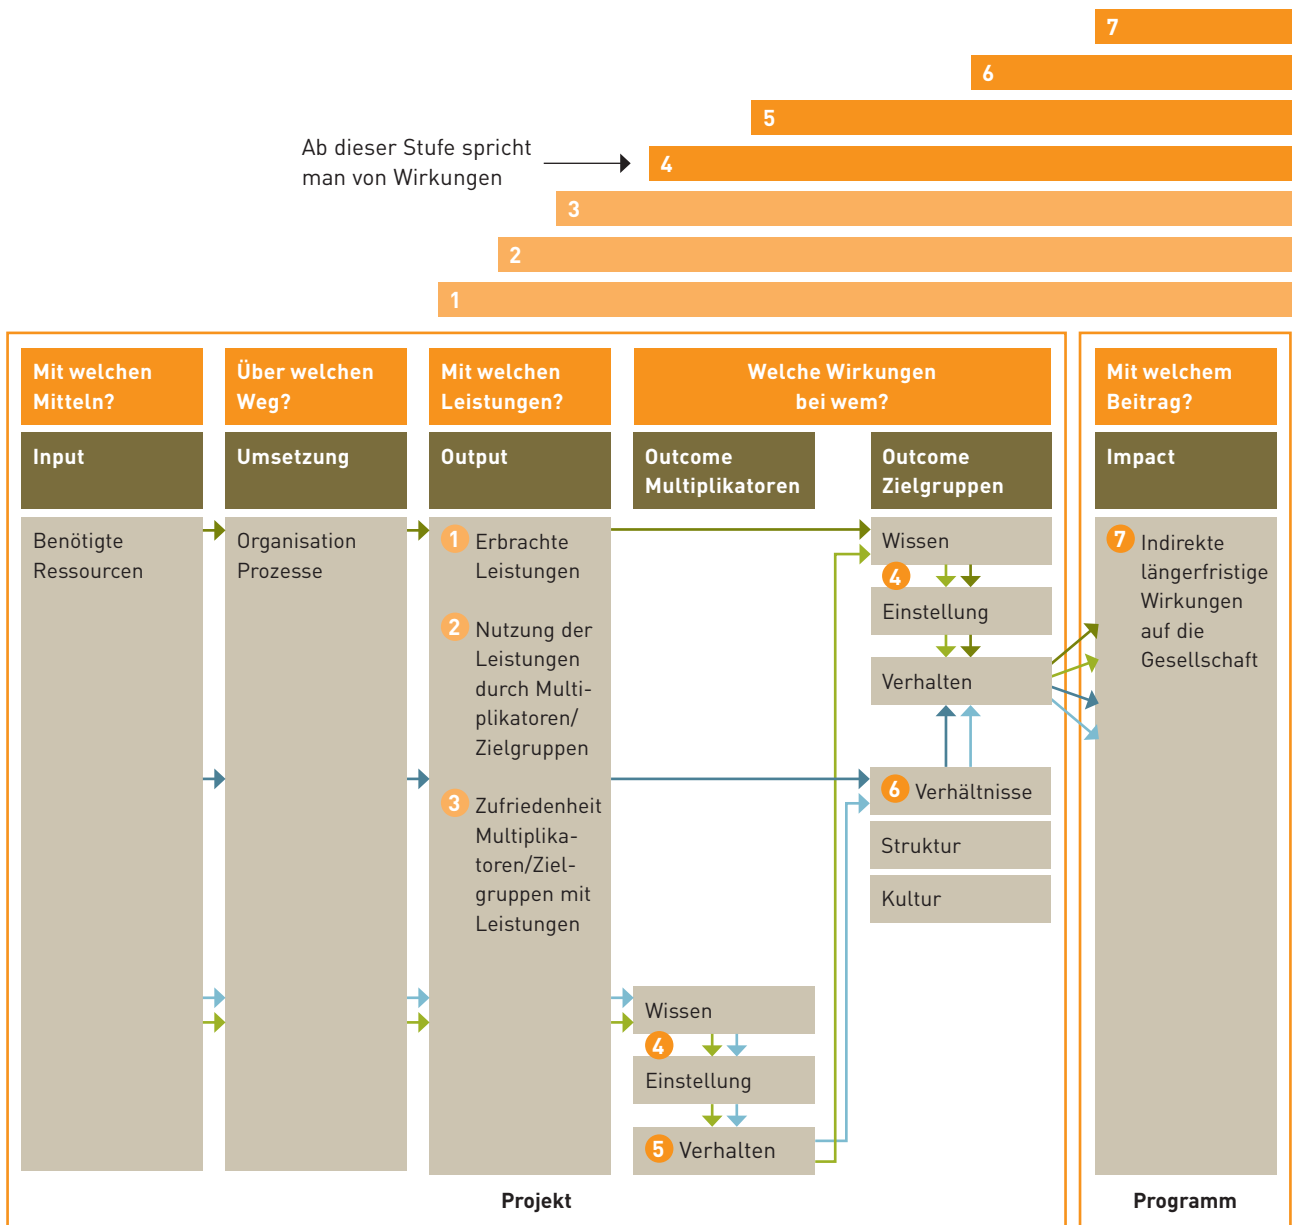 7
6
5
Ab dieser Stufe spricht
man von Wirkungen
4
3
2
1
Mit welchen
Mitteln?
Über welchen
Weg?
Mit welchen
Leistungen?
Welche Wirkungen
bei wem?
Mit welchem
Beitrag?
Input
Umsetzung
Output
Outcome
Multiplikatoren
Outcome
Zielgruppen
Impact
Benötigte
Ressourcen
Organisation
Prozesse
1 Erbrachte
Leistungen
2 Nutzung der
Leistungen
durch Multi-
plikatoren/
Zielgruppen
3 Zufriedenheit
Multiplika-
toren/Ziel-
gruppen mit
Leistungen
Wissen
4
Einstellung
5 Verhalten
Wissen
4
Einstellung
Verhalten
6 Verhältnisse
Struktur
Kultur
7 Indirekte
längerfristige
Wirkungen
auf die
Gesellschaft
Projekt
Programm